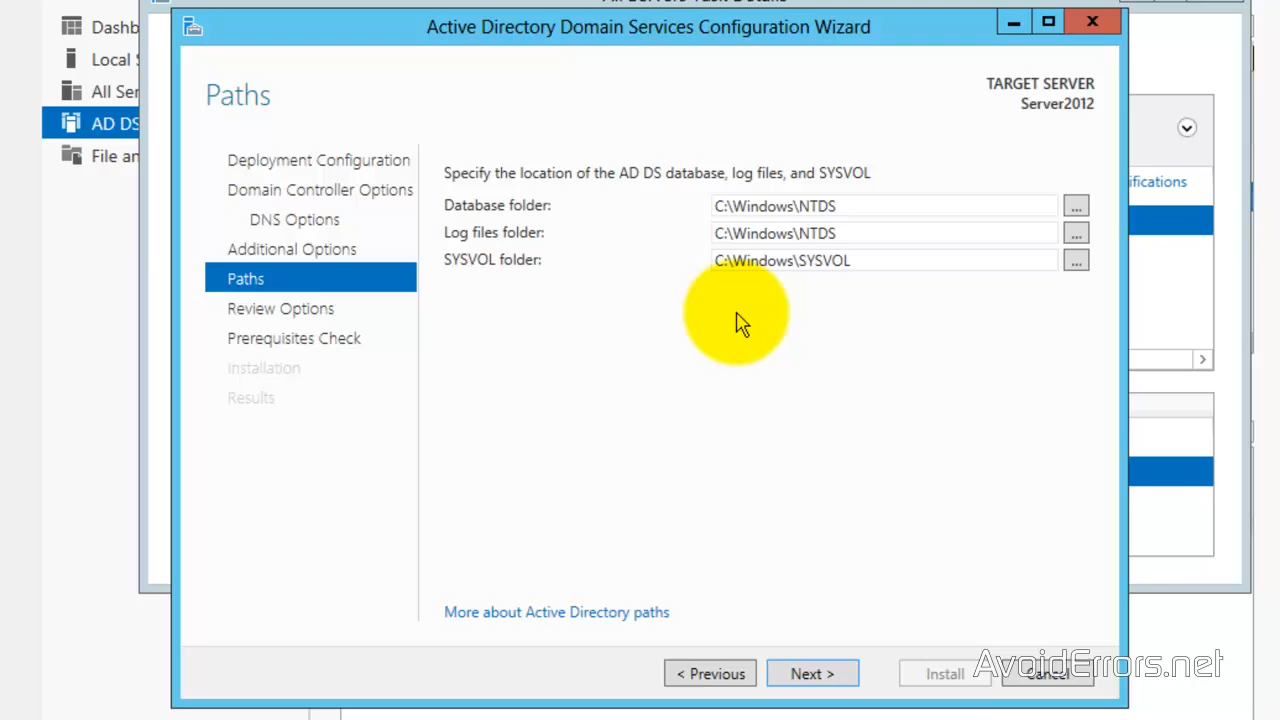 Active Directory Domain Services Configuration Wizard
Dashb
Local S
All Ser
AD DS
File an
Paths
TARGET SERVER
Server2012
Deployment Configuration
Domain Controller Options
DNS Options
Additional Options
Paths
Review Options
Prerequisites Check
Installation
Results
Specify the location of the AD DS database, log files, and SYSVOL
Database folder: C:\Windows\NTDS ...
Log files folder: C:\Windows\NTDS ...
SYSVOL folder: C:\Windows\SYSVOL ...
ifications
More about Active Directory paths
< Previous
Next >
Install
Cancel
AvoidErrors.net